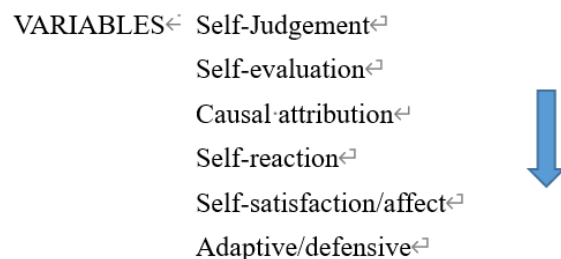 VARIABLES Self-Judgement
Self-evaluation
Causal attribution
Self-reaction
Self-satisfaction/affect
Adaptive/defensive